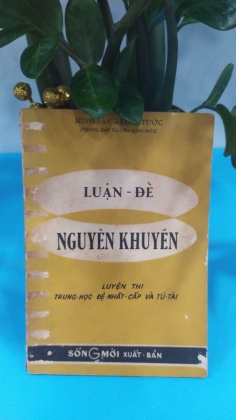 LUẬN - ĐỀ
NGUYỄN KHUYẾN
LUYỆN THI
TRUNG-HỌC ĐỆ-NHẤT-CẤP VÀ TÚ-TÀI
SỐNG MỚI XUẤT-BẢN